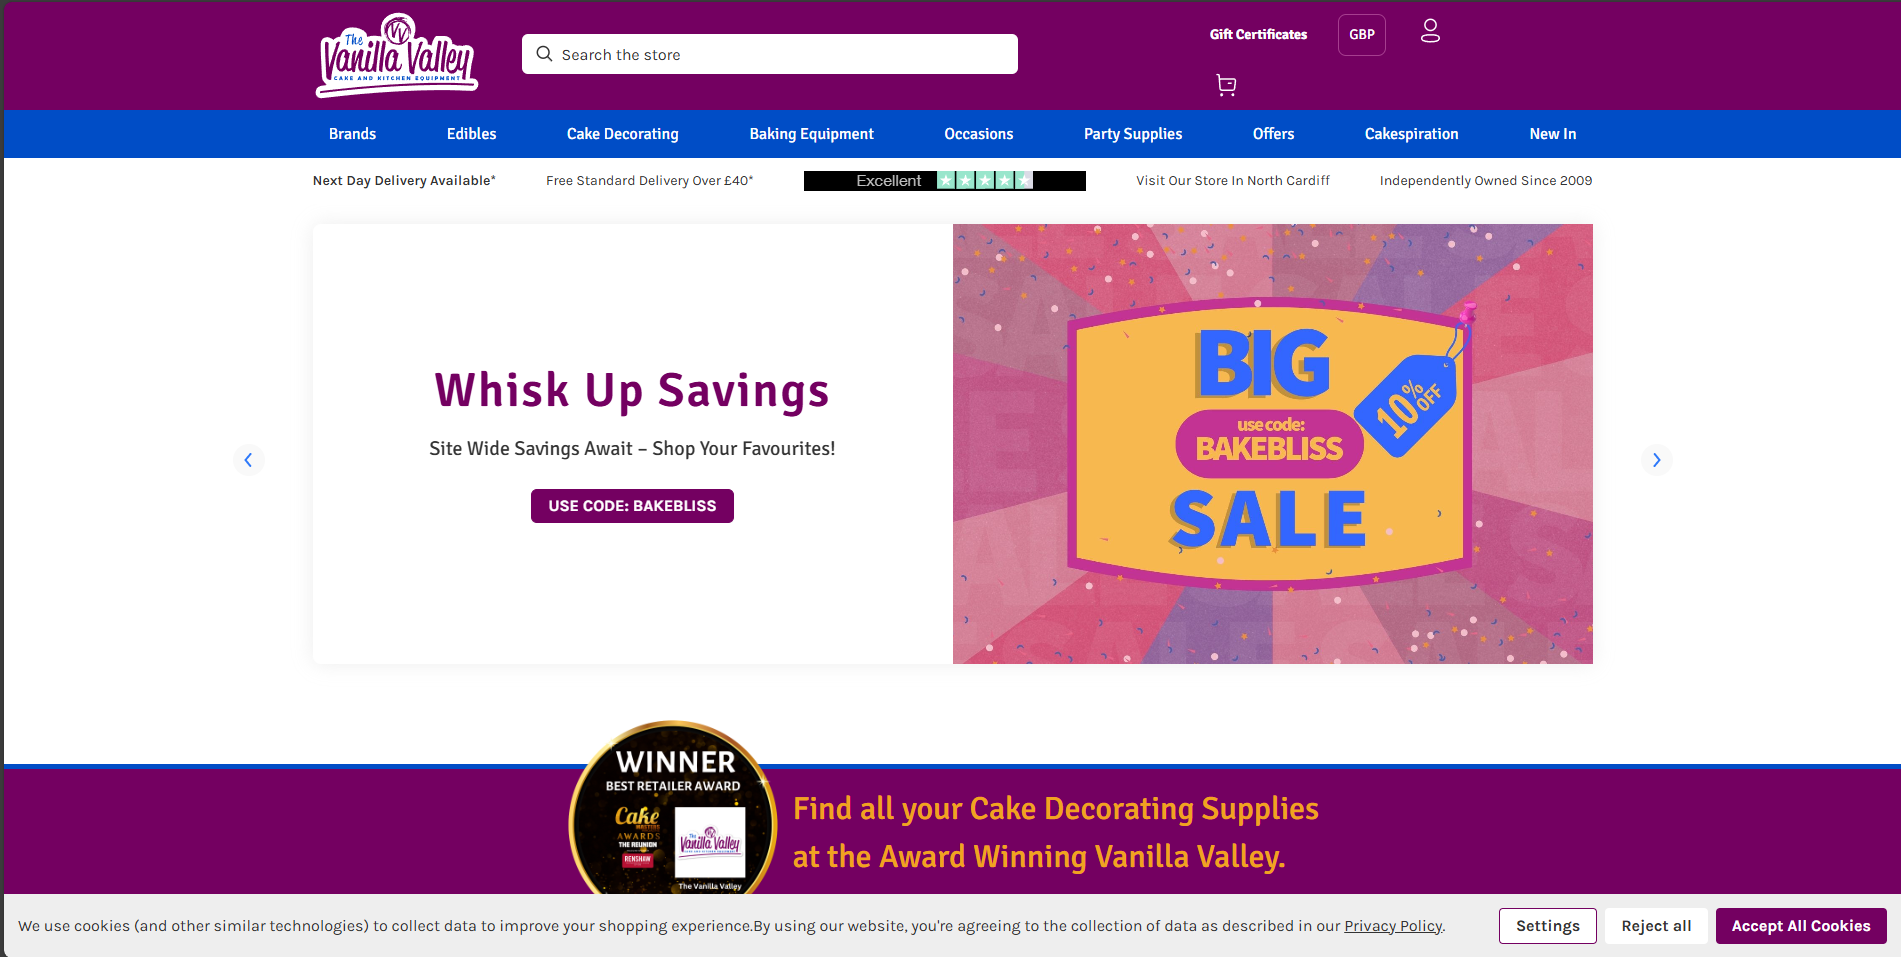 The
Vanilla Valley
CAKE AND KITCHEN EQUIPMENT
Search the store
Gift Certificates
GBP
Brands
Edibles
Cake Decorating
Baking Equipment
Occasions
Party Supplies
Offers
Cakespiration
New In
Next Day Delivery Available*
Free Standard Delivery Over £40*
Excellent
Visit Our Store In North Cardiff
Independently Owned Since 2009
Whisk Up Savings
Site Wide Savings Await – Shop Your Favourites!
USE CODE: BAKEBLISS
BIG
use code:
BAKEBLISS
10%
OFF
SALE
WINNER
BEST RETAILER AWARD
Cake
MASTERS
AWARDS
THE REUNION
RENSHAW
The
Vanilla Valley
The Vanilla Valley
Find all your Cake Decorating Supplies
at the Award Winning Vanilla Valley.
We use cookies (and other similar technologies) to collect data to improve your shopping experience.By using our website, you're agreeing to the collection of data as described in our Privacy Policy.
Settings
Reject all
Accept All Cookies